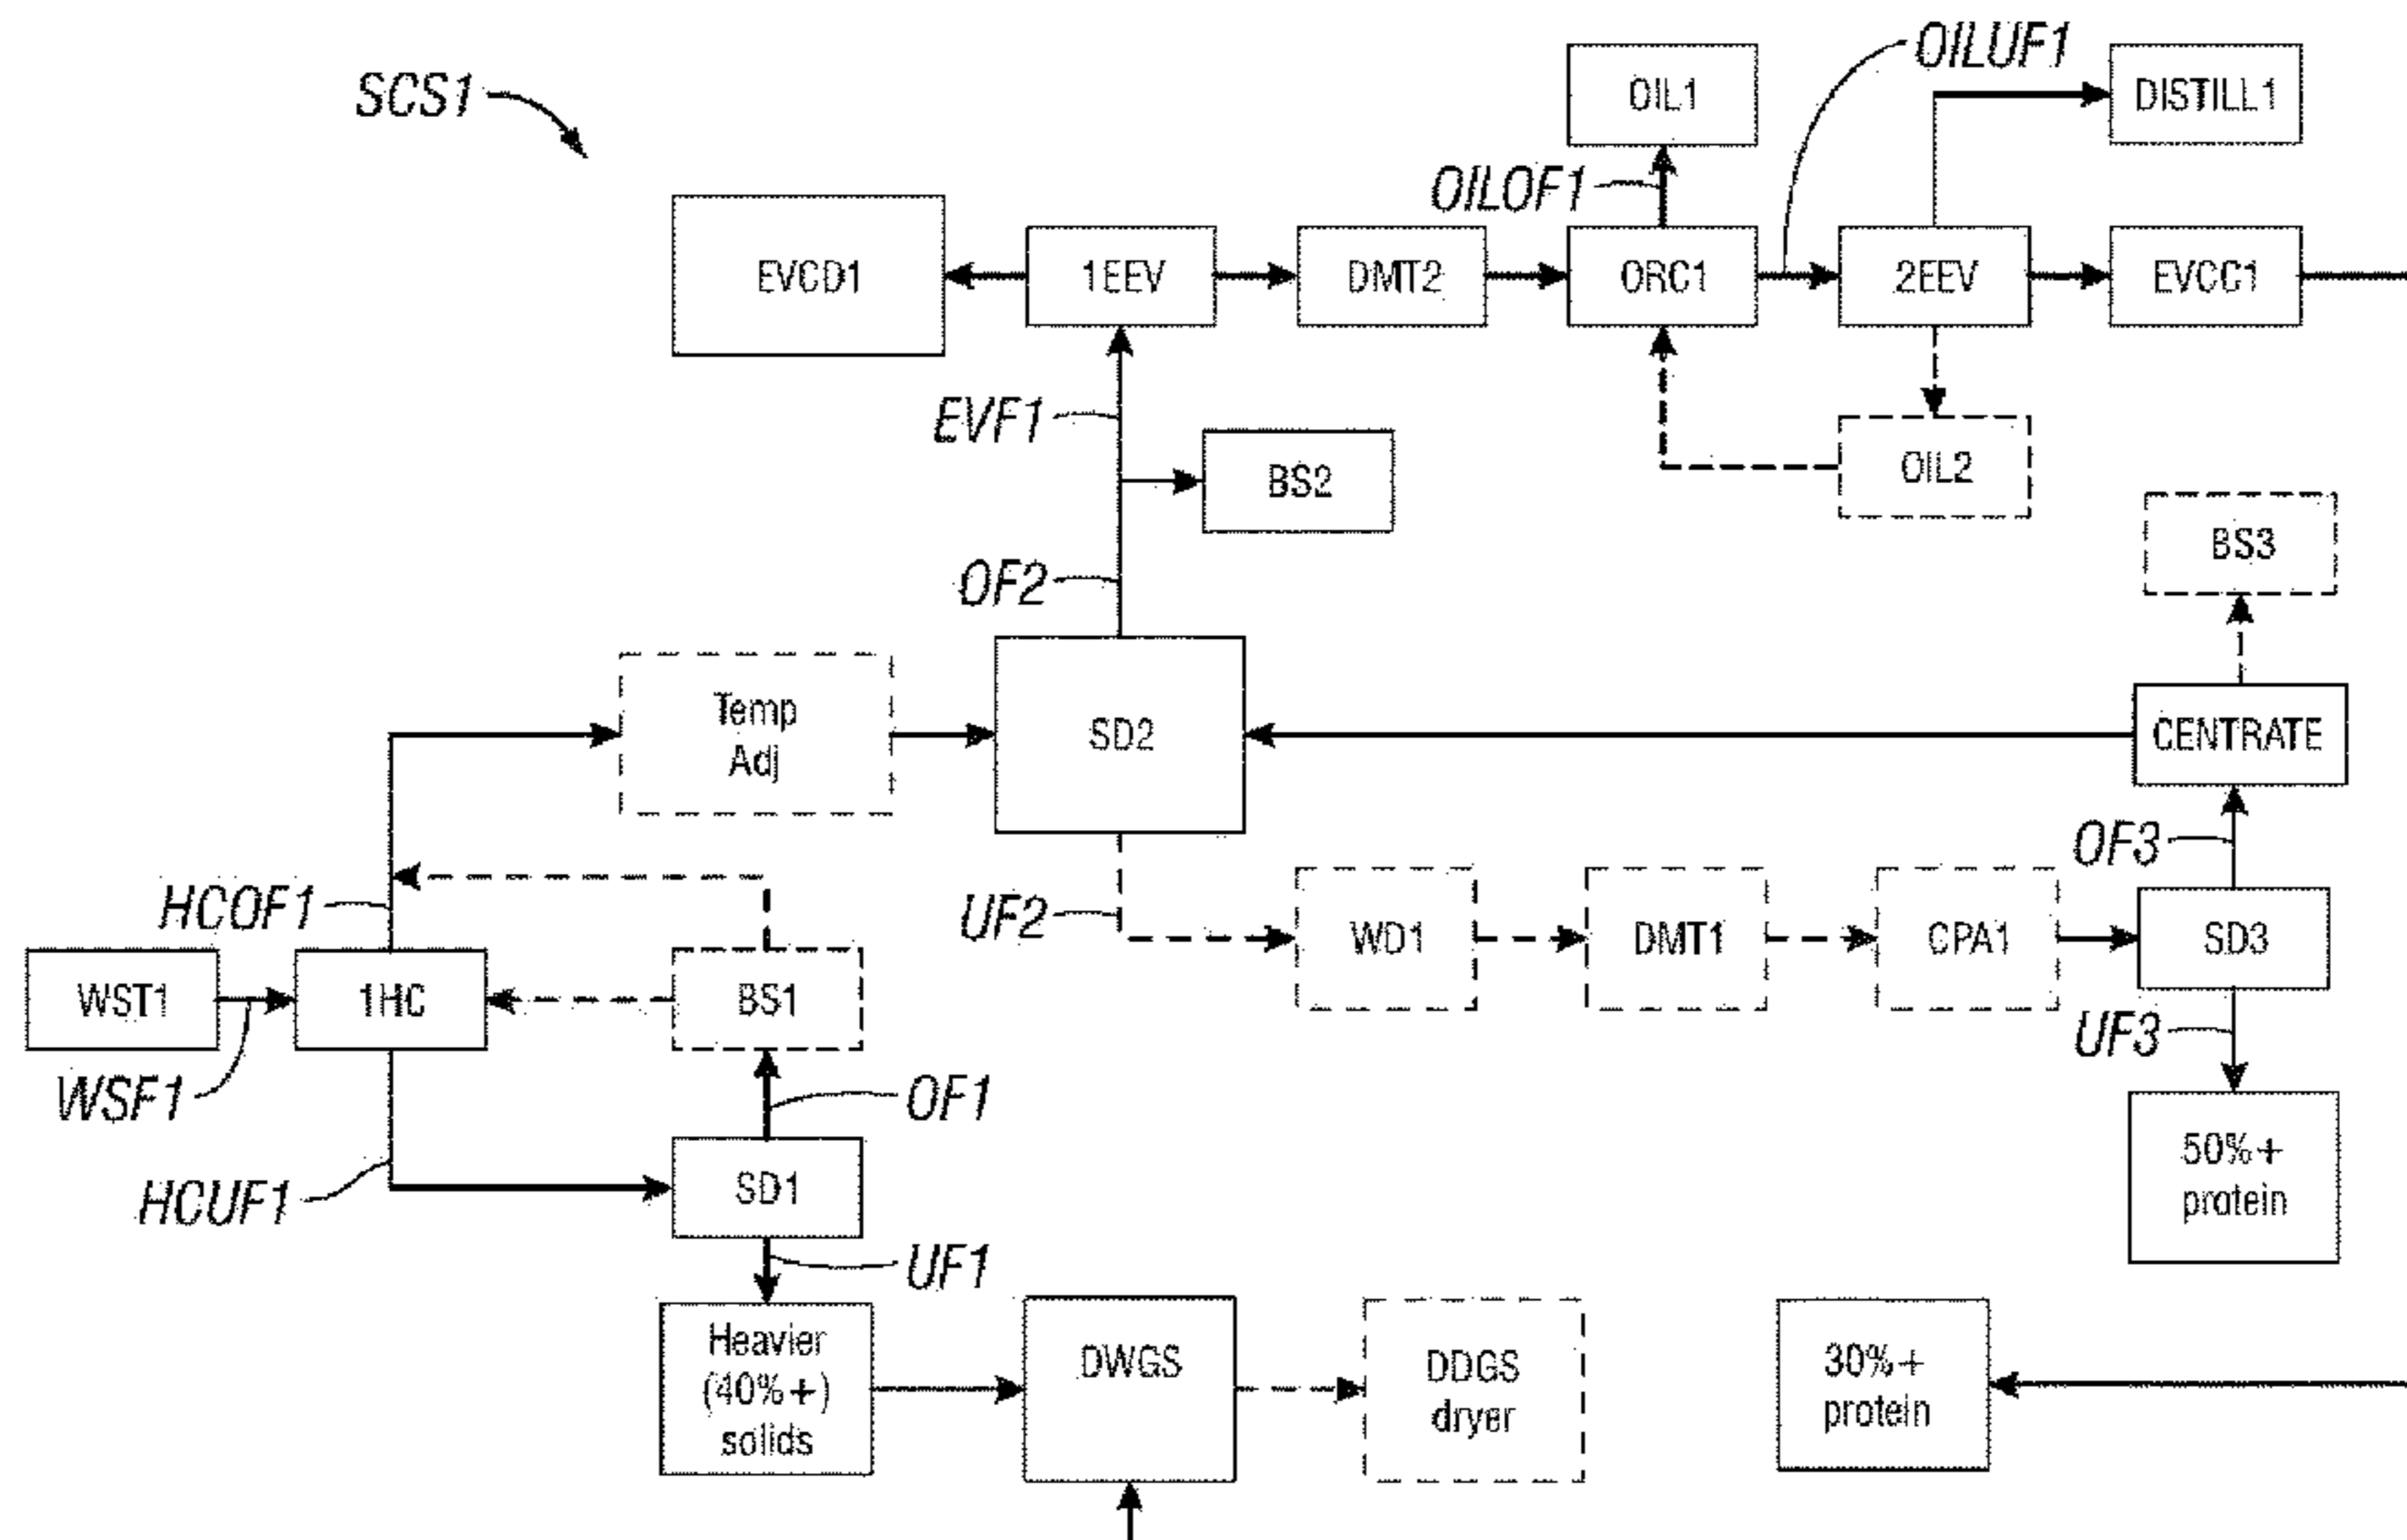 SCS1
OIL1
OILUF1
DISTILL1
OILOF1
EVCD1
1EEV
DMT2
ORC1
2EEV
EVCC1
EVF1
BS2
OIL2
BS3
OF2
Temp
Adj
SD2
CENTRATE
HCOF1
UF2
WD1
DMT1
CPA1
OF3
SD3
WST1
1HC
BS1
UF3
WSF1
OF1
HCUF1
SD1
50%+
protein
UF1
Heavier
(40%+)
solids
DWGS
DDGS
dryer
30%+
protein